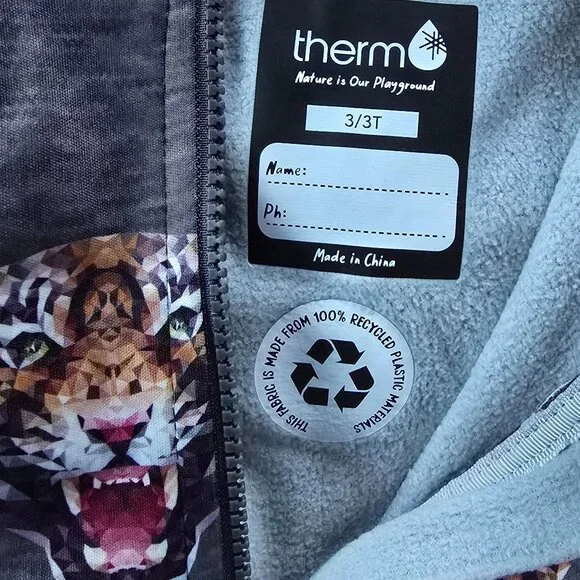 therm
Nature is Our Playground
3/3T
Name:
Ph:
Made in China
THIS FABRIC IS MADE FROM 100% RECYCLED PLASTIC MATERIALS